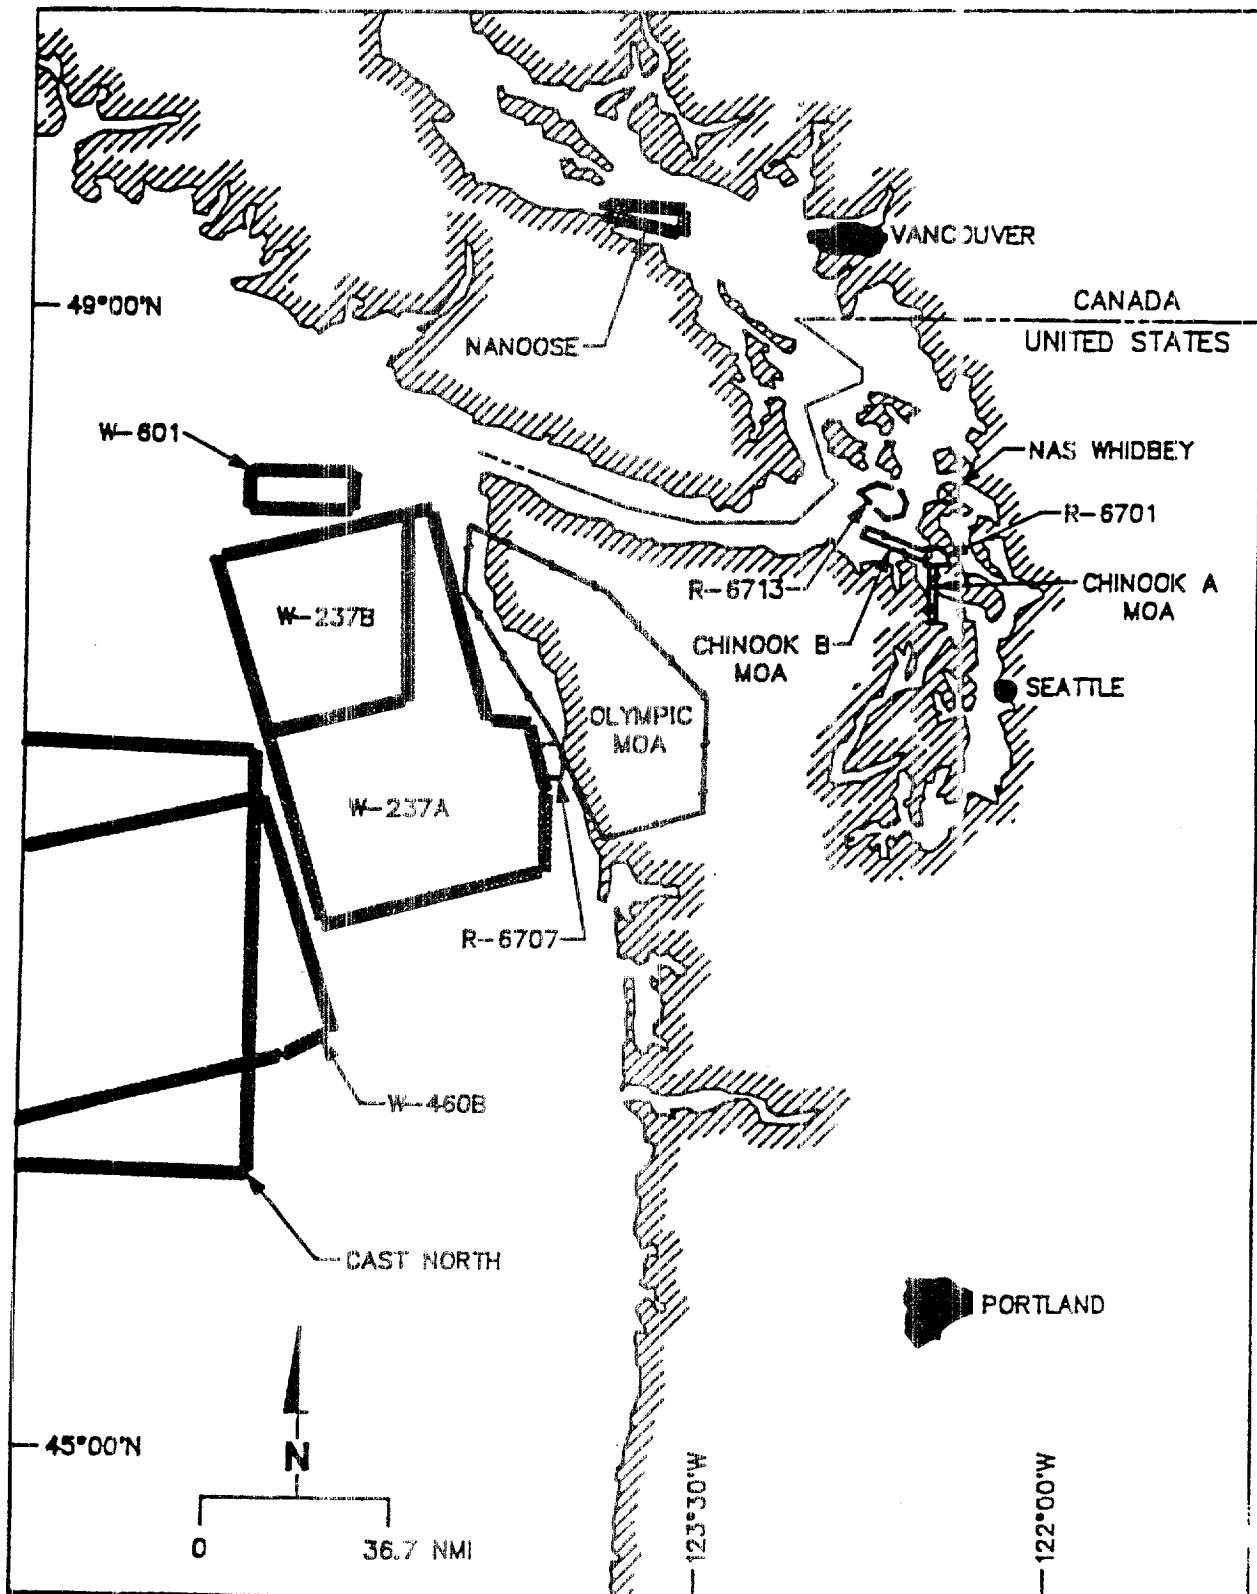 VANCOUVER
49°00'N
CANADA
UNITED STATES
NANOOSE
W-601
NAS WHIDBEY
R-6701
R-6713
CHINOOK A
MOA
CHINOOK B
MOA
W-237B
SEATTLE
OLYMPIC
MOA
W-237A
R-6707
W-460B
CAST NORTH
PORTLAND
45°00'N
N
0
36.7 NMI
123°30'W
122°00'W